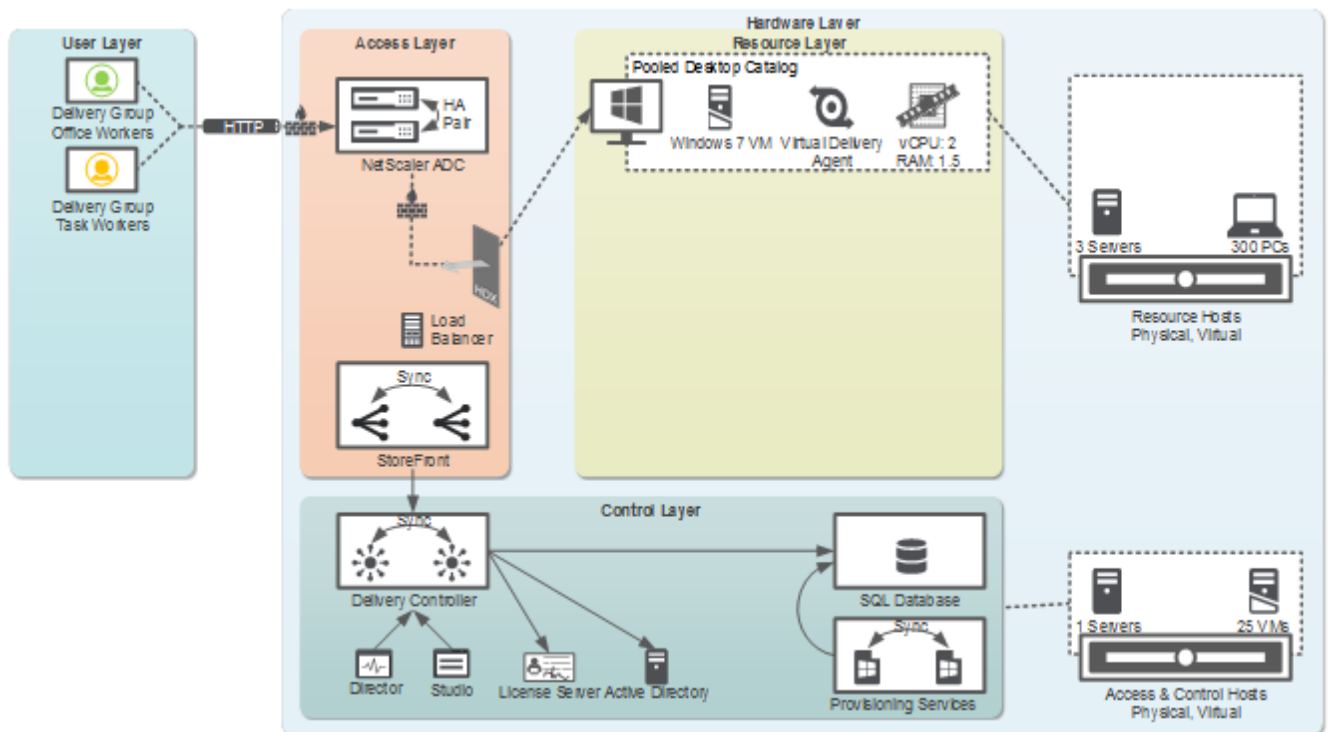 Hardware Layer
User Layer
Delivery Group
Office Workers
Delivery Group
Task Workers
HTTP
Access Layer
HA
Pair
NetScaler ADC
HDX
Load
Balancer
Sync
StoreFront
Resource Layer
Pooled Desktop Catalog
Windows 7 VM
Virtual Delivery
Agent
vCPU: 2
RAM: 1.5
3 Servers
300 PCs
Resource Hosts
Physical, Virtual
Control Layer
Sync
Delivery Controller
Director
Studio
License Server
Active Directory
SQL Database
Sync
Provisioning Services
1 Servers
25 VMs
Access & Control Hosts
Physical, Virtual